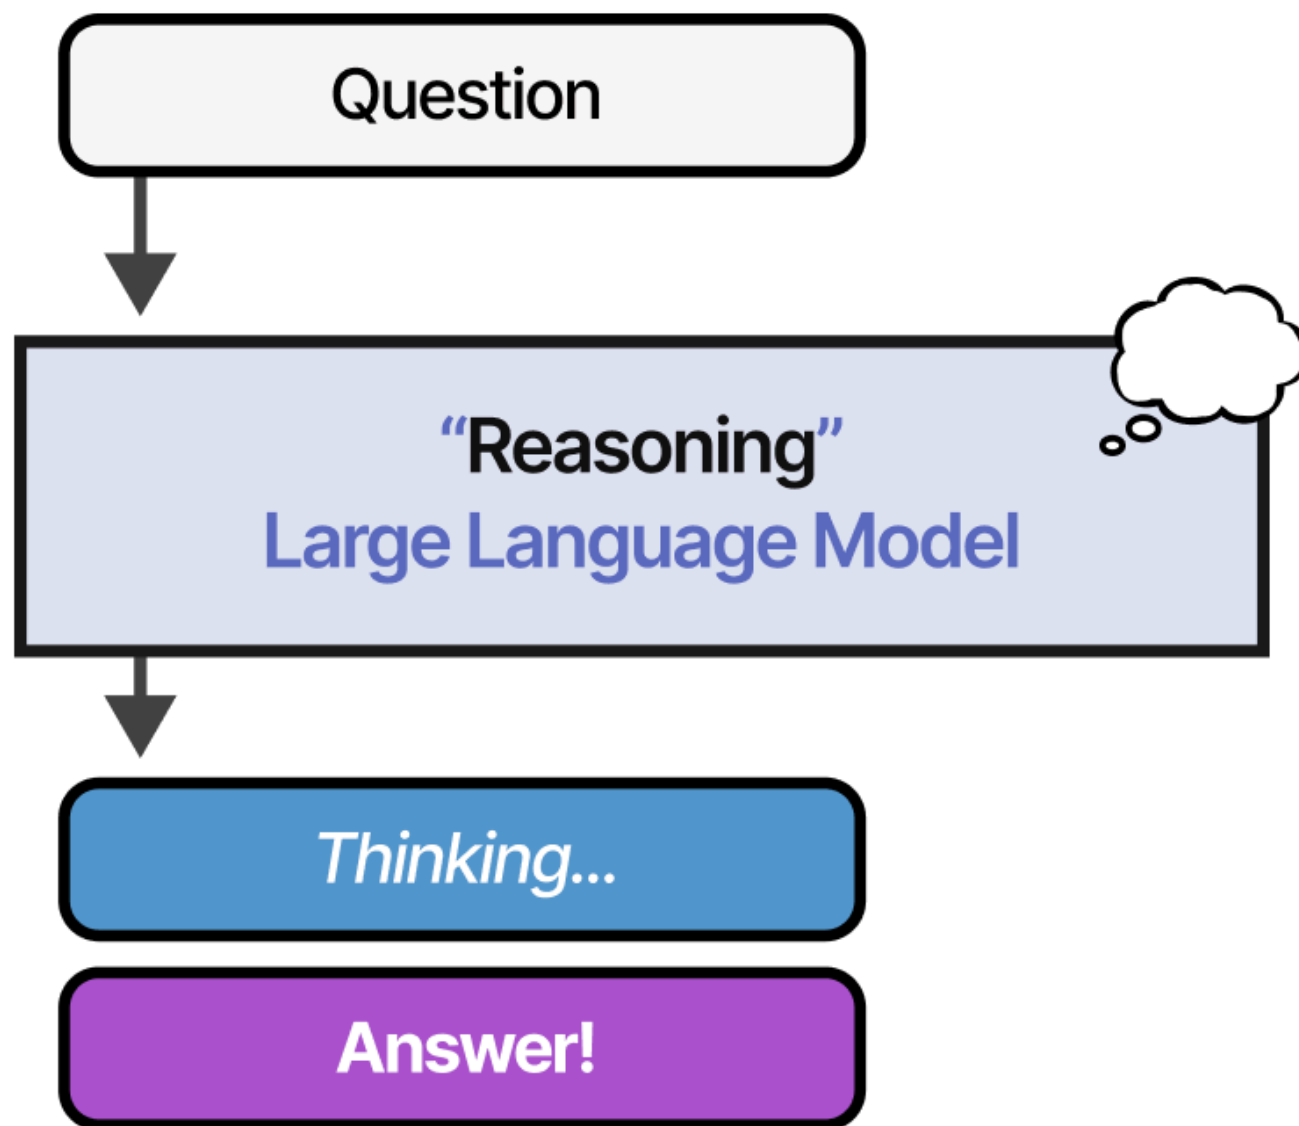 Question
“Reasoning”
Large Language Model
Thinking...
Answer!